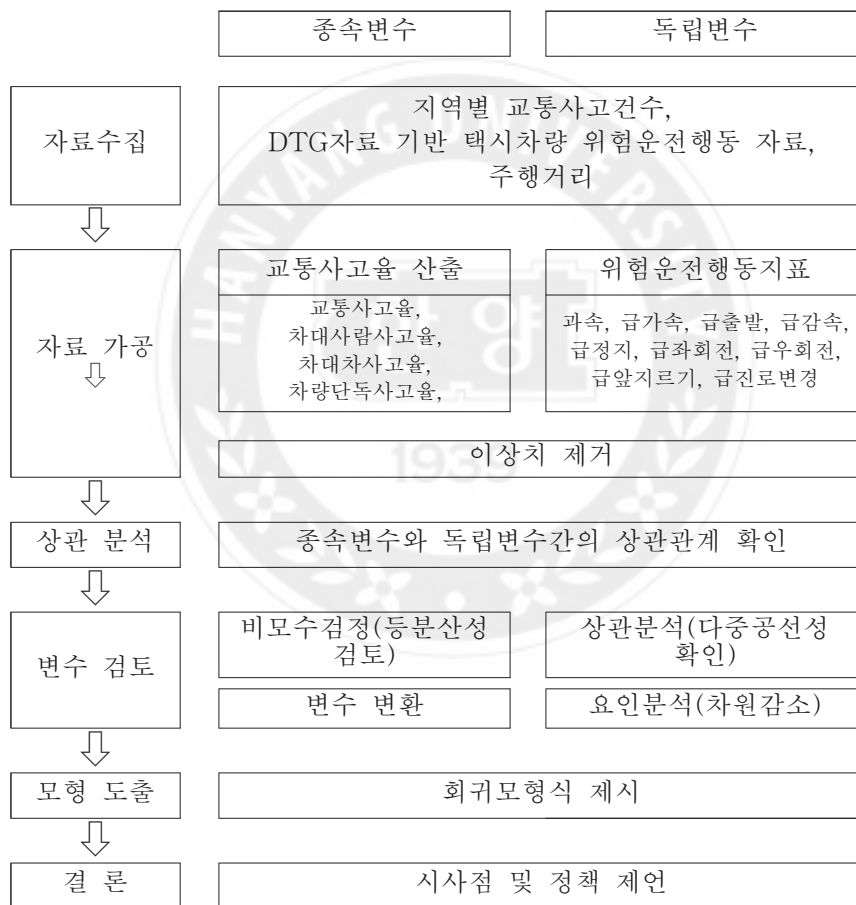 종속변수
독립변수
자료수집
지역별 교통사고건수,
DTG자료 기반 택시차량 위험운전행동 자료,
주행거리
자료 가공
교통사고율 산출
교통사고율,
차대사람사고율,
차대차사고율,
차량단독사고율,
위험운전행동지표
과속, 급가속, 급출발, 급감속,
급정지, 급좌회전, 급우회전,
급앞지르기, 급진로변경
이상치 제거
상관 분석
종속변수와 독립변수간의 상관관계 확인
변수 검토
비모수검정(등분산성
검토)
상관분석(다중공선성
확인)
변수 변환
요인분석(차원감소)
모형 도출
회귀모형식 제시
결 론
시사점 및 정책 제언
HANYANG UNIVERSITY
한양
1939